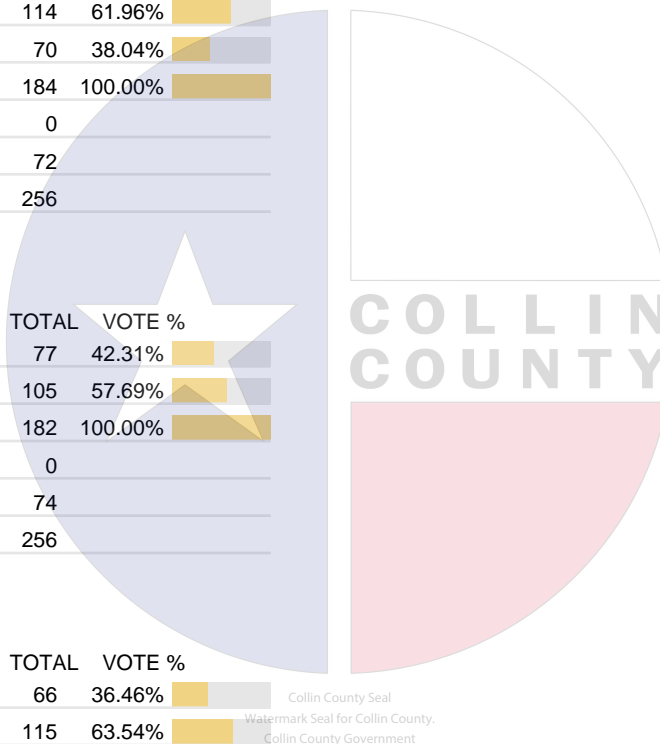 114 61.96%
70 38.04%
184 100.00%
0
72
256
TOTAL VOTE %
77 42.31%
105 57.69%
182 100.00%
0
74
256
COLLIN
COUNTY
TOTAL VOTE %
66 36.46%
115 63.54%
Collin County Seal
Watermark Seal for Collin County.
Collin County Government